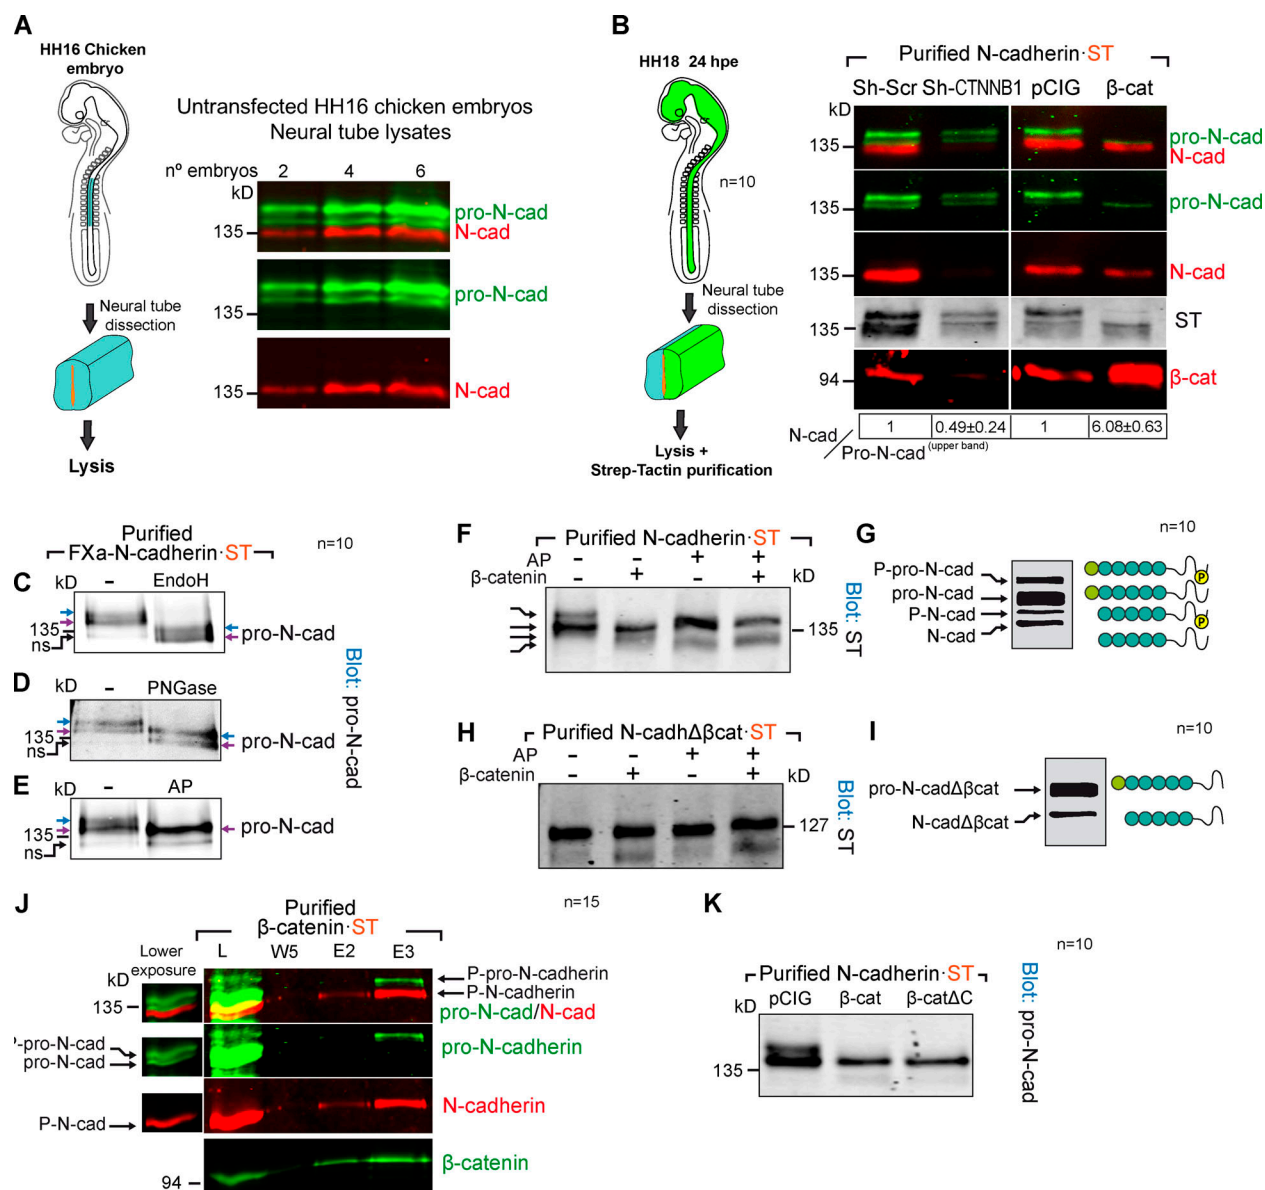 A
HH16 Chicken
embryo
Neural tube
dissection
Lysis
Untransfected HH16 chicken embryos
Neural tube lysates
nº embryos 2 4 6
kD
135
pro-N-cad
N-cad
135
pro-N-cad
135
N-cad
B
HH18 24 hpe
n=10
Neural tube
dissection
Lysis +
Strep-Tactin purification
Purified N-cadherin·ST
Sh-Scr Sh-CTNNB1 pCIG β-cat
kD
135
pro-N-cad
N-cad
135
pro-N-cad
135
N-cad
135
ST
94
β-cat
N-cad / Pro-N-cad (upper band)
1 0.49±0.24 1 6.08±0.63
Purified
FXa-N-cadherin·ST
n=10
C
kD – EndoH
135
ns
pro-N-cad
D
kD – PNGase
135
ns
pro-N-cad
E
kD – AP
135
ns
pro-N-cad
Blot: pro-N-cad
F
Purified N-cadherin·ST
AP – – + +
β-catenin – + – + kD
135
Blot: ST
G
n=10
P-pro-N-cad
pro-N-cad
P-N-cad
N-cad
P
P
H
Purified N-cadhΔβcat·ST
AP – – + +
β-catenin – + – + kD
127
Blot: ST
I
n=10
pro-N-cadΔβcat
N-cadΔβcat
J
Purified
β-catenin·ST
n=15
Lower
exposure
L W5 E2 E3
kD
135
P-pro-N-cadherin
P-N-cadherin
pro-N-cad/N-cad
P-pro-N-cad
pro-N-cad
pro-N-cadherin
P-N-cad
N-cadherin
94
β-catenin
K
n=10
Purified N-cadherin·ST
kD pCIG β-cat β-catΔC
135
Blot: pro-N-cad